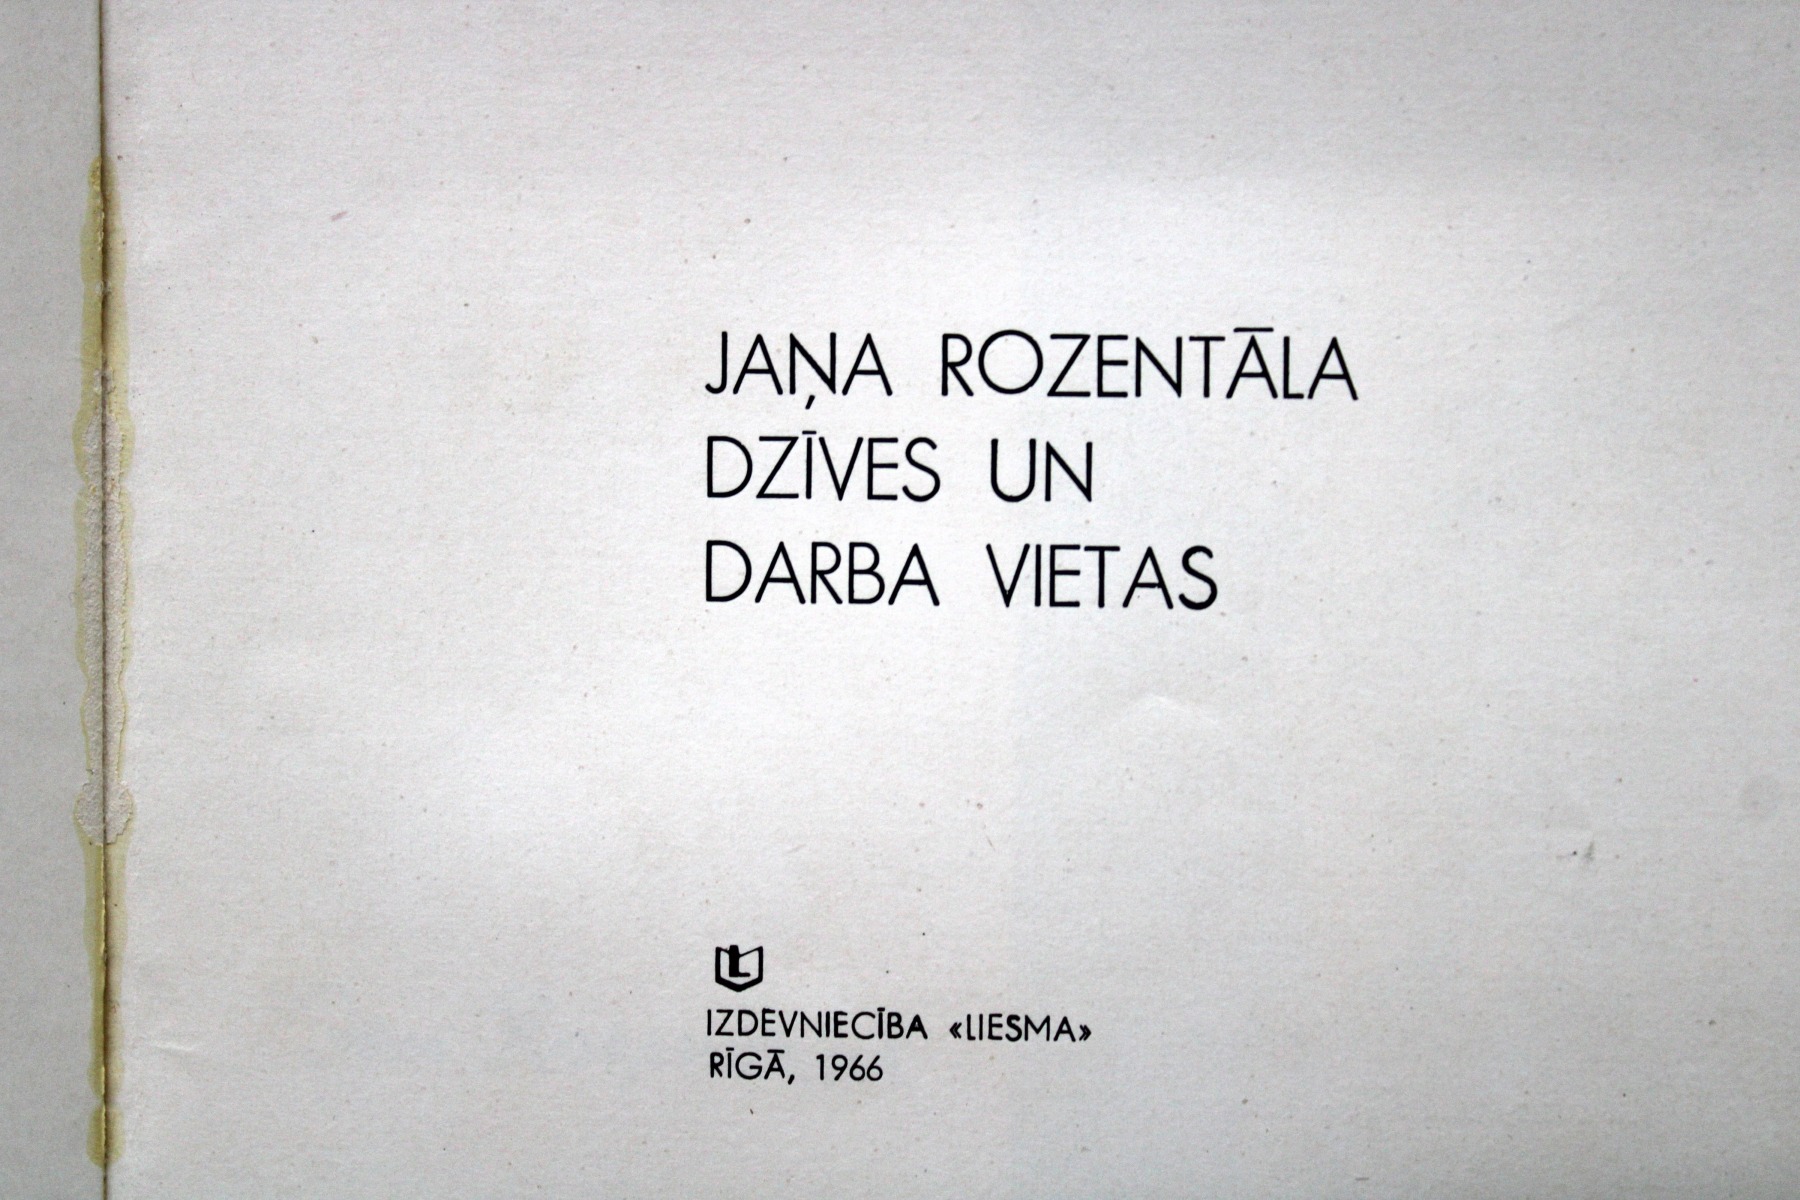 JAŅA ROZENTĀLA
DZĪVES UN
DARBA VIETAS
L
IZDEVNIECĪBA «LIESMA»
RĪGĀ, 1966